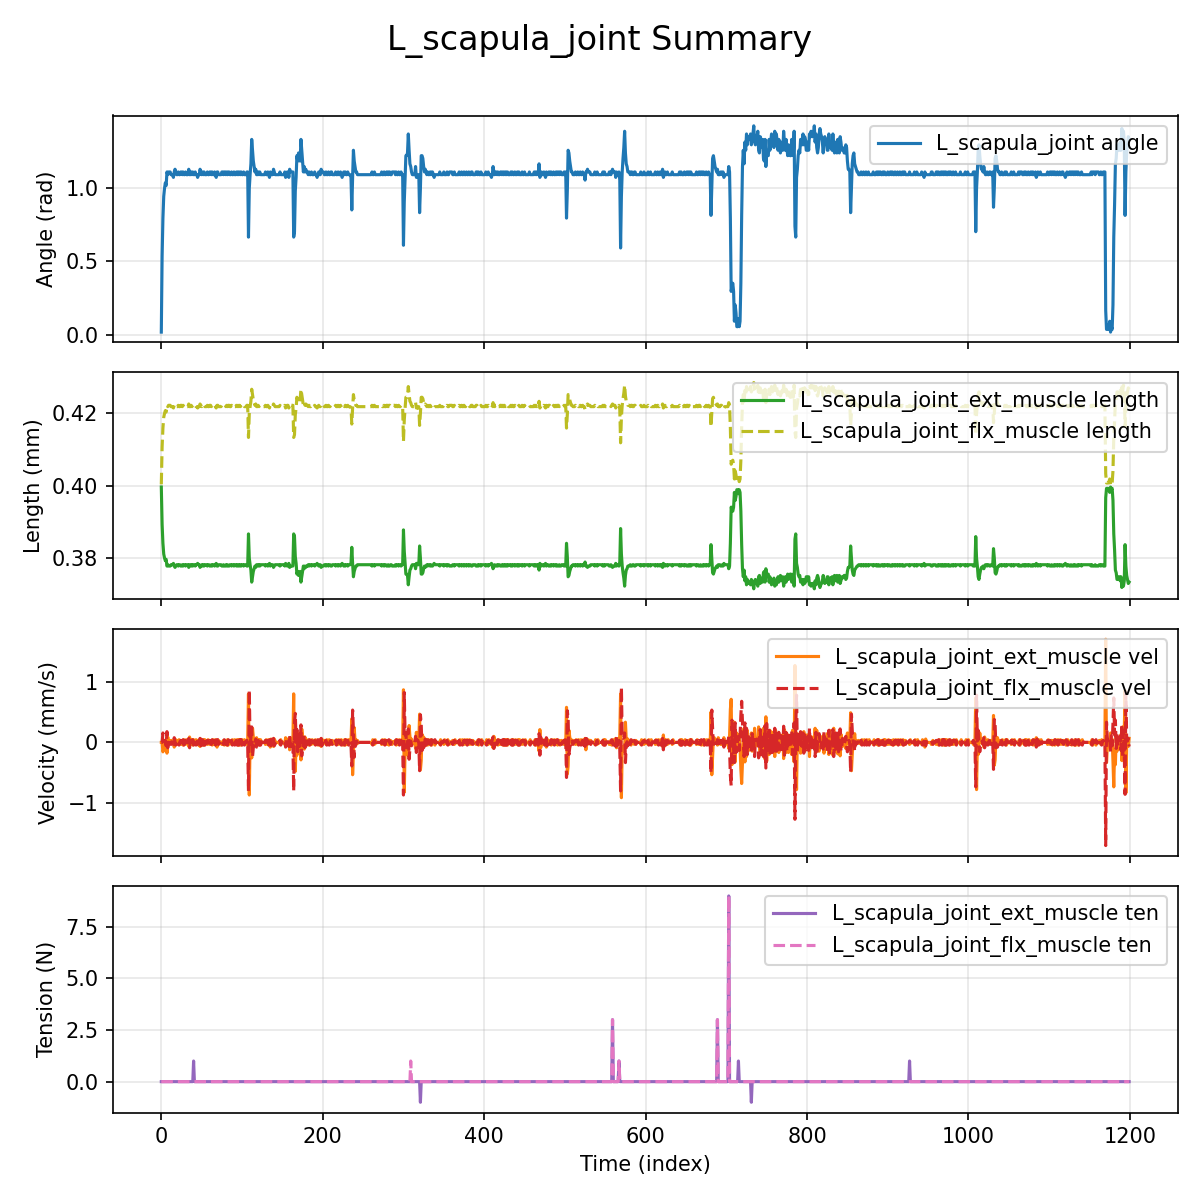 L_scapula_joint Summary
L_scapula_joint angle
1.0
0.5
0.0
Angle (rad)
L_scapula_joint_ext_muscle length
L_scapula_joint_flx_muscle length
0.42
0.40
0.38
Length (mm)
L_scapula_joint_ext_muscle vel
L_scapula_joint_flx_muscle vel
1
0
−1
Velocity (mm/s)
L_scapula_joint_ext_muscle ten
L_scapula_joint_flx_muscle ten
7.5
5.0
2.5
0.0
Tension (N)
0 200 400 600 800 1000 1200
Time (index)